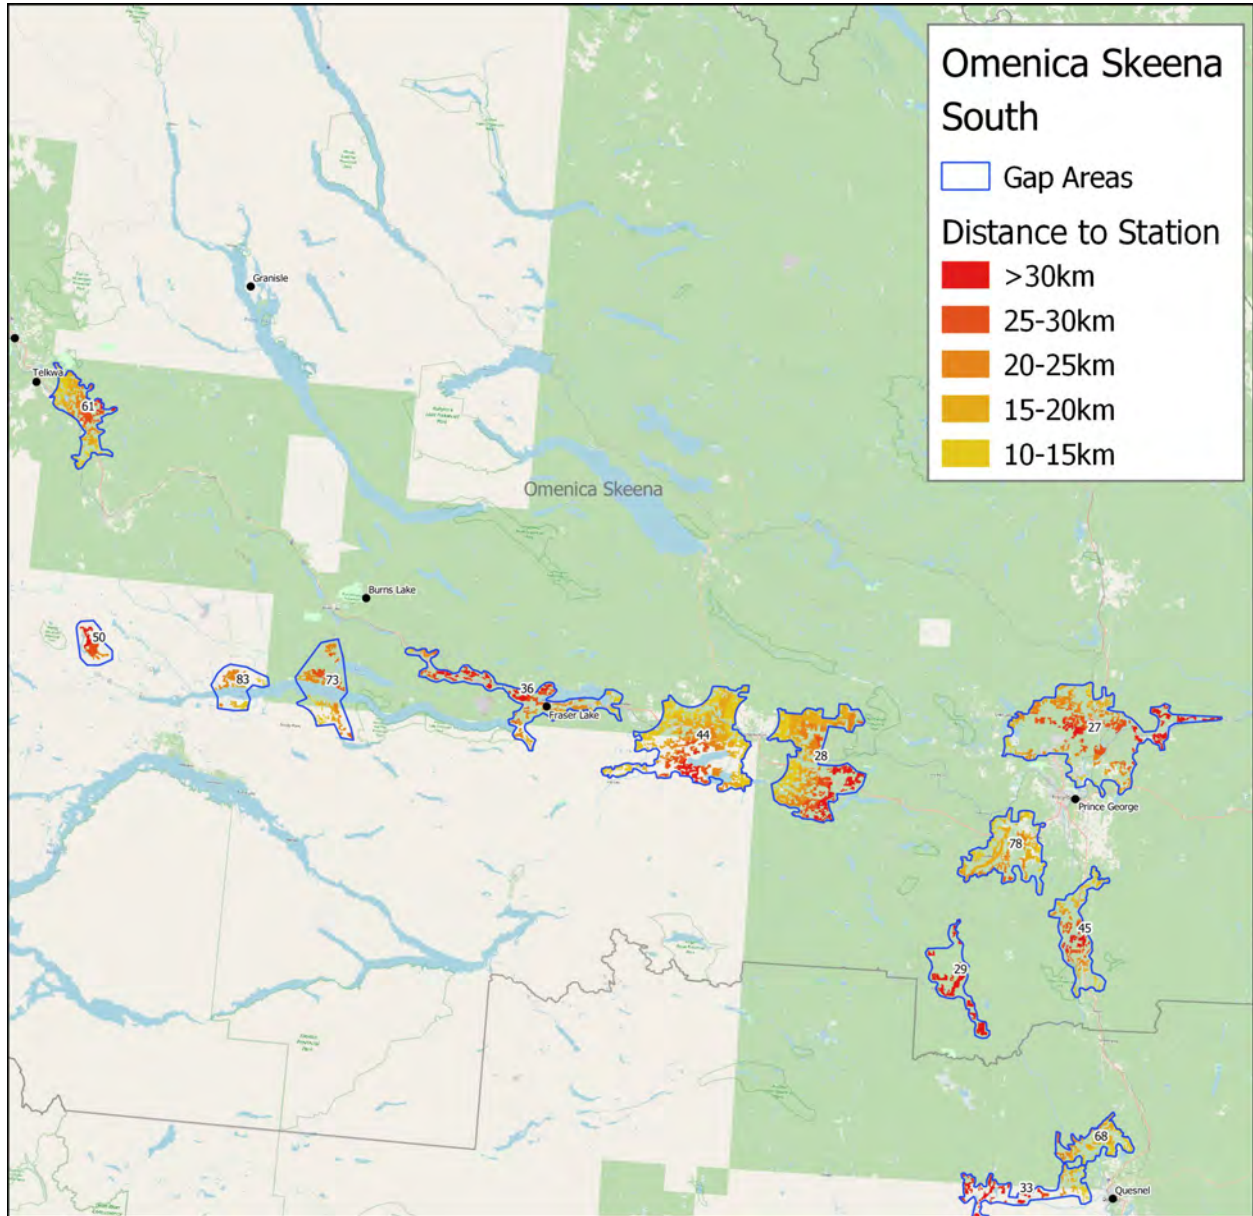 Omenica Skeena
South
Gap Areas
Distance to Station
>30km
25-30km
20-25km
15-20km
10-15km
Granisle
Telkwa
61
Omenica Skeena
Burns Lake
50
83
73
36
Fraser Lake
44
28
27
Prince George
78
45
29
68
33
Quesnel